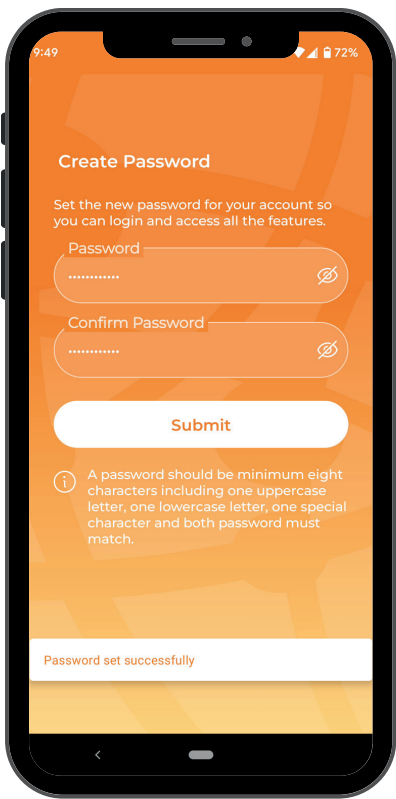 9:49 72%
Create Password
Set the new password for your account so
you can login and access all the features.
Password
············
Confirm Password
············
Submit
A password should be minimum eight
characters including one uppercase
letter, one lowercase letter, one special
character and both password must
match.
Password set successfully